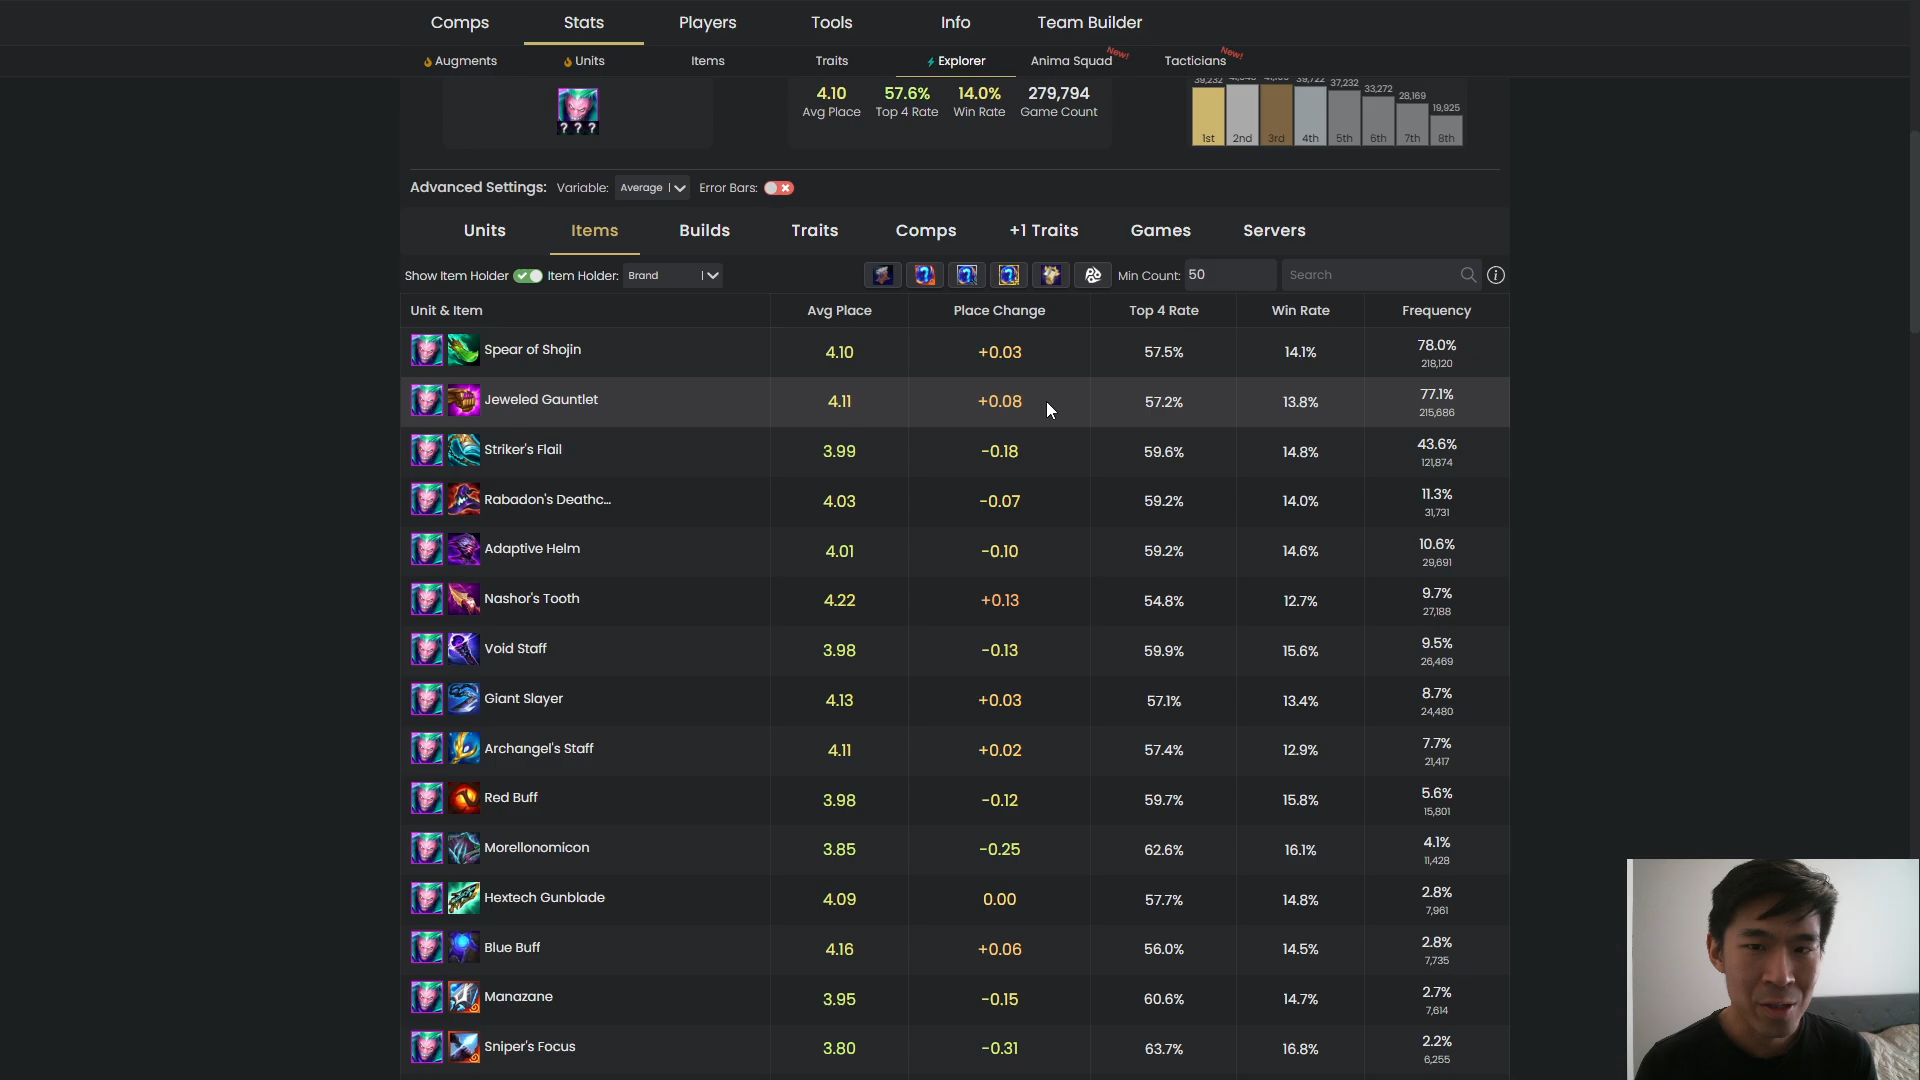 Comps Stats Players Tools Info Team Builder
Augments Units Items Traits Explorer Anima Squad New! Tacticians New!
4.10 57.6% 14.0% 279,794
Avg Place Top 4 Rate Win Rate Game Count
? ? ?
39,232 39,722 37,232 33,272 28,169 19,925
1st 2nd 3rd 4th 5th 6th 7th 8th
Advanced Settings: Variable: Average Error Bars:
Units Items Builds Traits Comps +1 Traits Games Servers
Show Item Holder Item Holder: Brand Min Count: 50 Search
Unit & Item Avg Place Place Change Top 4 Rate Win Rate Frequency
Spear of Shojin 4.10 +0.03 57.5% 14.1% 78.0%
218,120
Jeweled Gauntlet 4.11 +0.08 57.2% 13.8% 77.1%
215,686
Striker's Flail 3.99 -0.18 59.6% 14.8% 43.6%
121,874
Rabadon's Deathc... 4.03 -0.07 59.2% 14.0% 11.3%
31,731
Adaptive Helm 4.01 -0.10 59.2% 14.6% 10.6%
29,691
Nashor's Tooth 4.22 +0.13 54.8% 12.7% 9.7%
27,188
Void Staff 3.98 -0.13 59.9% 15.6% 9.5%
26,469
Giant Slayer 4.13 +0.03 57.1% 13.4% 8.7%
24,480
Archangel's Staff 4.11 +0.02 57.4% 12.9% 7.7%
21,417
Red Buff 3.98 -0.12 59.7% 15.8% 5.6%
15,801
Morellonomicon 3.85 -0.25 62.6% 16.1% 4.1%
11,428
Hextech Gunblade 4.09 0.00 57.7% 14.8% 2.8%
7,961
Blue Buff 4.16 +0.06 56.0% 14.5% 2.8%
7,735
Manazane 3.95 -0.15 60.6% 14.7% 2.7%
7,614
Sniper's Focus 3.80 -0.31 63.7% 16.8% 2.2%
6,255